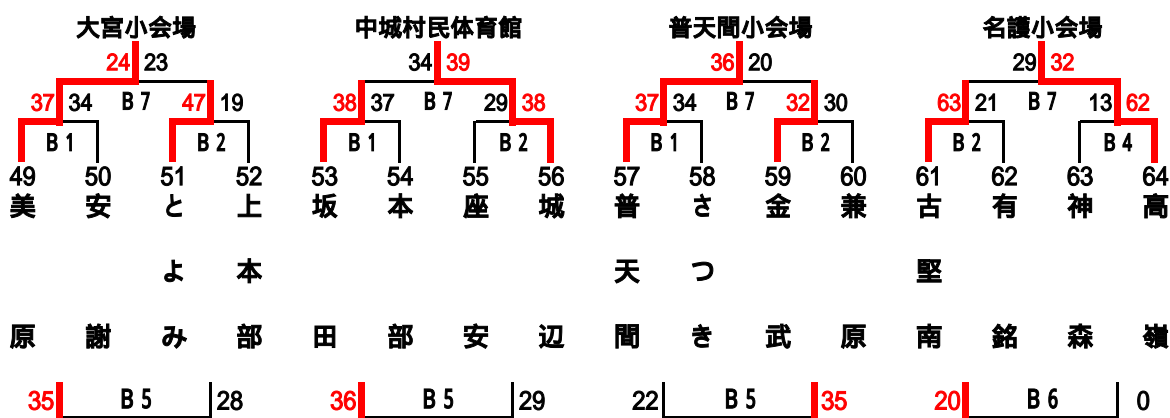 大宮小会場 中城村民体育館 普天間小会場 名護小会場
24 23 34 39 36 20 29 32
37 34 B7 47 19 38 37 B7 29 38 37 34 B7 32 30 63 21 B7 13 62
B1 B2 B1 B2 B1 B2 B2 B4
49 50 51 52 53 54 55 56 57 58 59 60 61 62 63 64
美原
安謝
とよみ
上本部
坂田
本部
座安
城辺
普天間
さつき
金武
兼原
古堅南
有銘
神森
高嶺
35 B5 28 36 B5 29 22 B5 35 20 B6 0